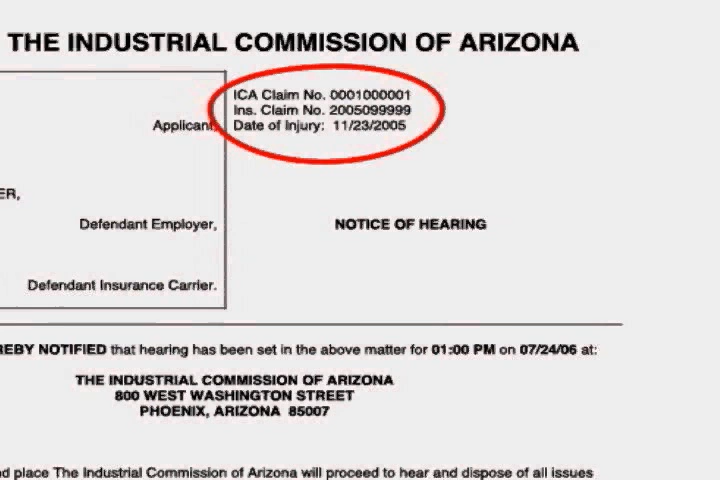 THE INDUSTRIAL COMMISSION OF ARIZONA
ICA Claim No. 0001000001
Ins. Claim No. 2005099999
Applicant, Date of Injury: 11/23/2005
ER,
Defendant Employer, NOTICE OF HEARING
Defendant Insurance Carrier.
REBY NOTIFIED that hearing has been set in the above matter for 01:00 PM on 07/24/06 at:
THE INDUSTRIAL COMMISSION OF ARIZONA
800 WEST WASHINGTON STREET
PHOENIX, ARIZONA 85007
nd place The Industrial Commission of Arizona will proceed to hear and dispose of all issues